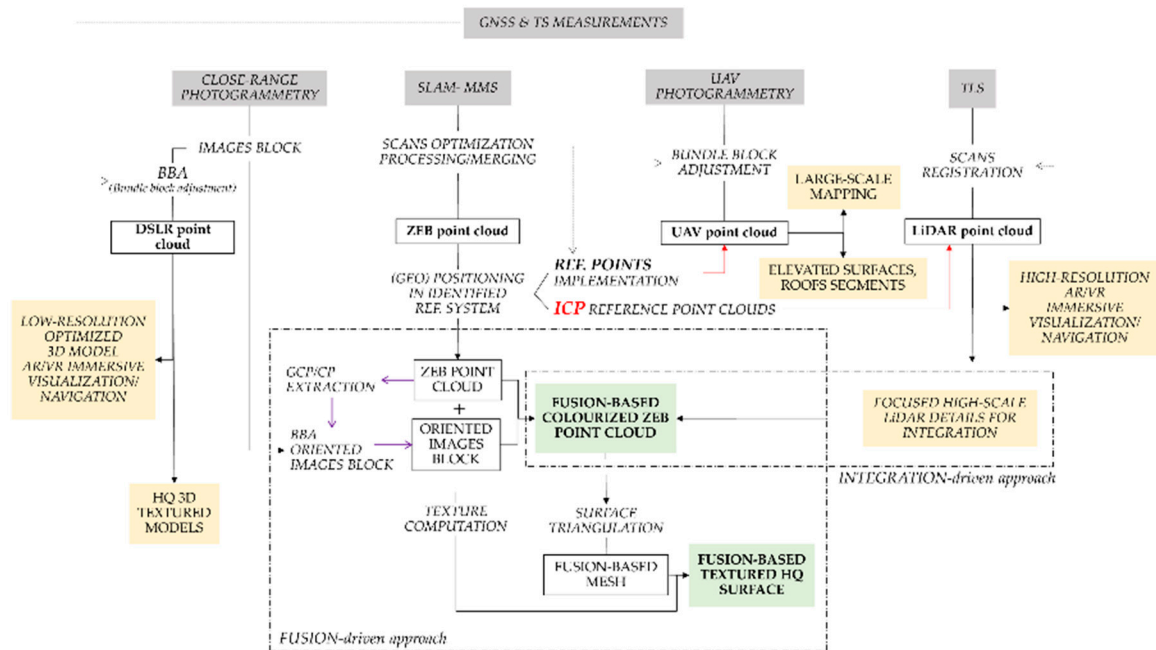 GNSS & TS MEASUREMENTS
CLOSE-RANGE
PHOTOGRAMMETRY
SLAM- MMS
UAV
PHOTOGRAMMETRY
TLS
IMAGES BLOCK
BBA
(Bundle block adjustment)
SCANS OPTIMIZATION
PROCESSING/MERGING
BUNDLE BLOCK
ADJUSTMENT
LARGE-SCALE
MAPPING
SCANS
REGISTRATION
DSLR point
cloud
ZEB point cloud
UAV point cloud
LiDAR point cloud
(GEO) POSITIONING
IN IDENTIFIED
REF. SYSTEM
REF. POINTS
IMPLEMENTATION
ICP REFERENCE POINT CLOUDS
ELEVATED SURFACES,
ROOFS SEGMENTS
HIGH-RESOLUTION
AR/VR
IMMERSIVE
VISUALIZATION/
NAVIGATION
LOW-RESOLUTION
OPTIMIZED
3D MODEL
AR/VR IMMERSIVE
VISUALIZATION/
NAVIGATION
GCP/CP
EXTRACTION
ZEB POINT
CLOUD
+
ORIENTED
IMAGES
BLOCK
BBA
ORIENTED
IMAGES BLOCK
FUSION-BASED
COLOURIZED ZEB
POINT CLOUD
FOCUSED HIGH-SCALE
LiDAR DETAILS FOR
INTEGRATION
INTEGRATION-driven approach
HQ 3D
TEXTURED
MODELS
TEXTURE
COMPUTATION
SURFACE
TRIANGULATION
FUSION-BASED
MESH
FUSION-BASED
TEXTURED HQ
SURFACE
FUSION-driven approach